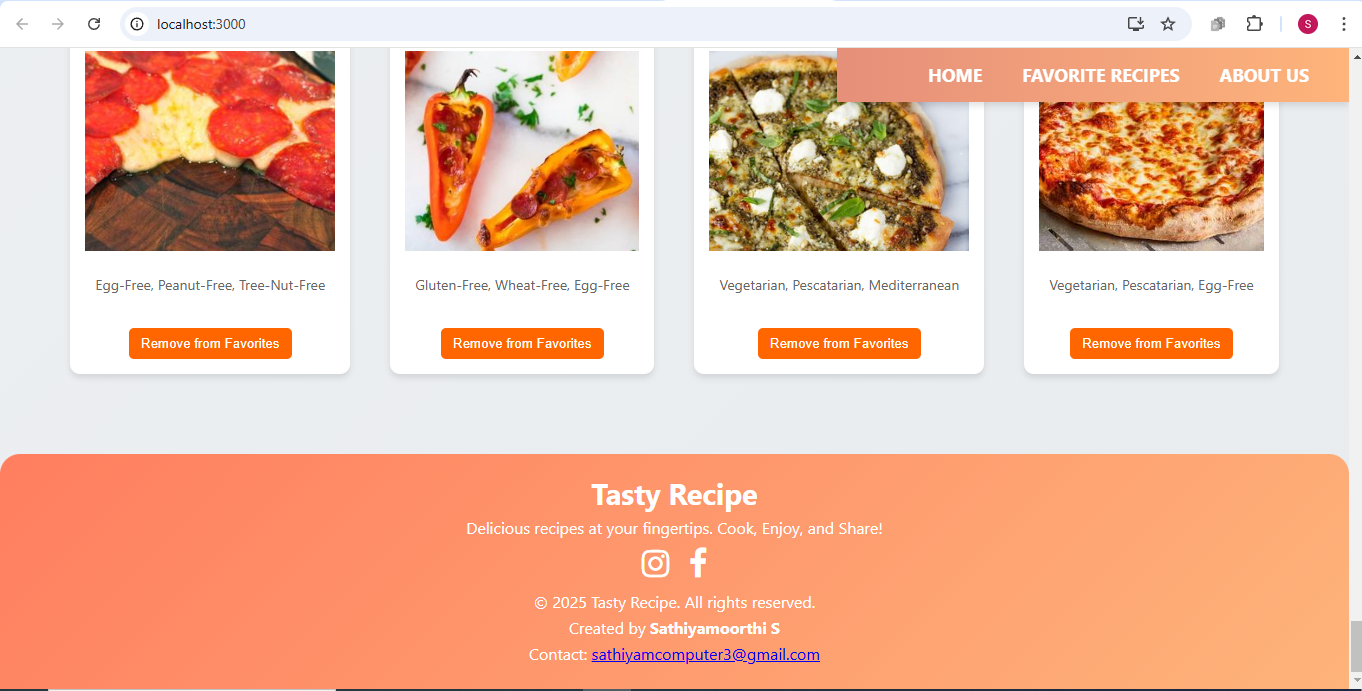 localhost:3000
S
HOME FAVORITE RECIPES ABOUT US
Egg-Free, Peanut-Free, Tree-Nut-Free
Gluten-Free, Wheat-Free, Egg-Free
Vegetarian, Pescatarian, Mediterranean
Vegetarian, Pescatarian, Egg-Free
Remove from Favorites
Remove from Favorites
Remove from Favorites
Remove from Favorites
Tasty Recipe
Delicious recipes at your fingertips. Cook, Enjoy, and Share!
© 2025 Tasty Recipe. All rights reserved.
Created by Sathiyamoorthi S
Contact: sathiyamcomputer3@gmail.com